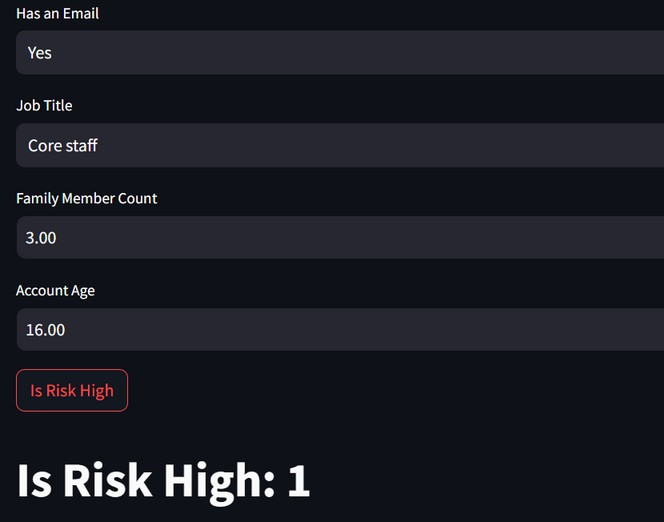 Has an Email
Yes
Job Title
Core staff
Family Member Count
3.00
Account Age
16.00
Is Risk High
Is Risk High: 1